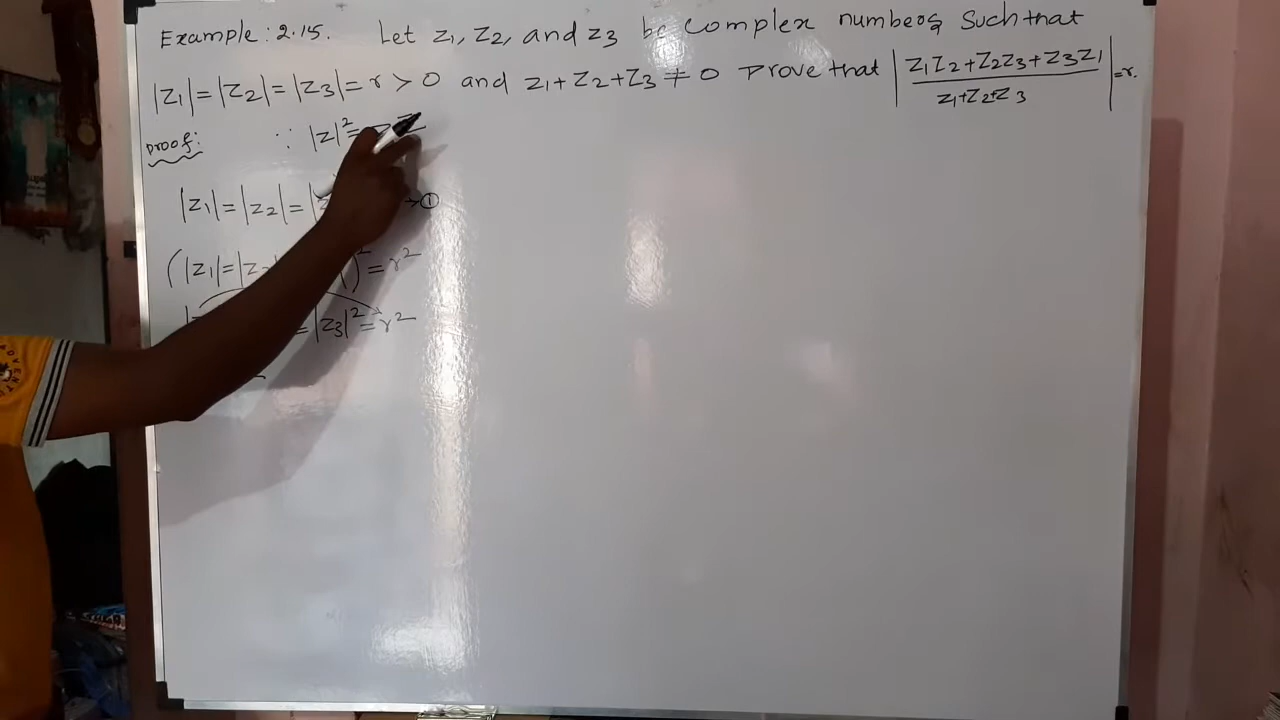 Example: 2.15. Let z1, z2, and z3 be complex numbers such that
|z1| = |z2| = |z3| = r > 0 and z1 + z2 + z3 ≠ 0 prove that |(z1z2 + z2z3 + z3z1)/(z1+z2+z3)| = r.
proof: ∵ |z|² =
|z1| = |z2| = ①
(|z1| = )² = r²
= |z3|² = r²